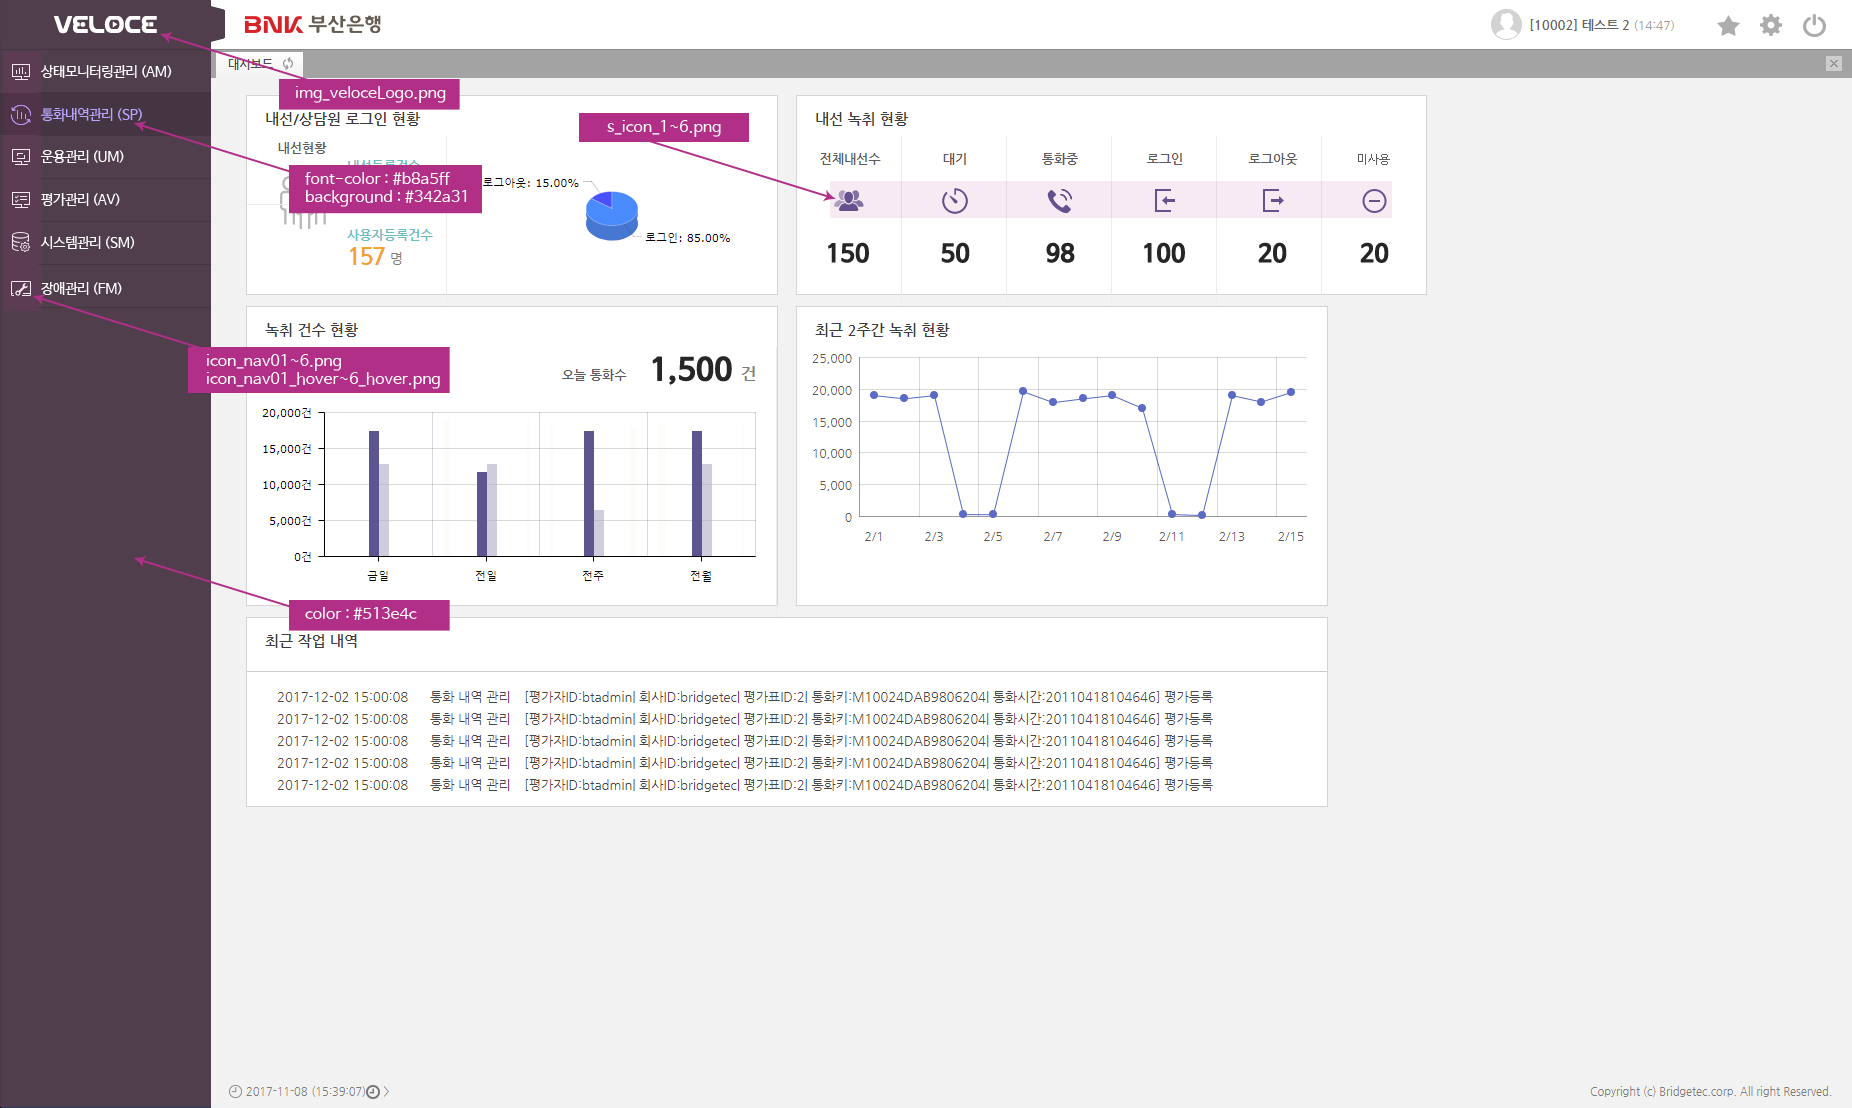 VELOCE
BNK 부산은행
[10002] 테스트 2 (14:47)
대시보드
상태모니터링관리 (AM)
통화내역관리 (SP)
운용관리 (UM)
평가관리 (AV)
시스템관리 (SM)
장애관리 (FM)
img_veloceLogo.png
font-color : #b8a5ff
background : #342a31
icon_nav01~6.png
icon_nav01_hover~6_hover.png
color : #513e4c
s_icon_1~6.png
내선/상담원 로그인 현황
내선현황
내선등록건수
사용자등록건수
157 명
로그아웃: 15.00%
로그인: 85.00%
내선 녹취 현황
전체내선수 대기 통화중 로그인 로그아웃 미사용
150 50 98 100 20 20
녹취 건수 현황
오늘 통화수 1,500 건
20,000건
15,000건
10,000건
5,000건
0건
금일 전일 전주 전월
최근 2주간 녹취 현황
25,000
20,000
15,000
10,000
5,000
0
2/1 2/3 2/5 2/7 2/9 2/11 2/13 2/15
최근 작업 내역
2017-12-02 15:00:08 통화 내역 관리 [평가자ID:btadmin| 회사ID:bridgetec| 평가표ID:2| 통화키:M10024DAB9806204| 통화시간:20110418104646] 평가등록
2017-12-02 15:00:08 통화 내역 관리 [평가자ID:btadmin| 회사ID:bridgetec| 평가표ID:2| 통화키:M10024DAB9806204| 통화시간:20110418104646] 평가등록
2017-12-02 15:00:08 통화 내역 관리 [평가자ID:btadmin| 회사ID:bridgetec| 평가표ID:2| 통화키:M10024DAB9806204| 통화시간:20110418104646] 평가등록
2017-12-02 15:00:08 통화 내역 관리 [평가자ID:btadmin| 회사ID:bridgetec| 평가표ID:2| 통화키:M10024DAB9806204| 통화시간:20110418104646] 평가등록
2017-12-02 15:00:08 통화 내역 관리 [평가자ID:btadmin| 회사ID:bridgetec| 평가표ID:2| 통화키:M10024DAB9806204| 통화시간:20110418104646] 평가등록
2017-11-08 (15:39:07)
Copyright (c) Bridgetec.corp. All right Reserved.